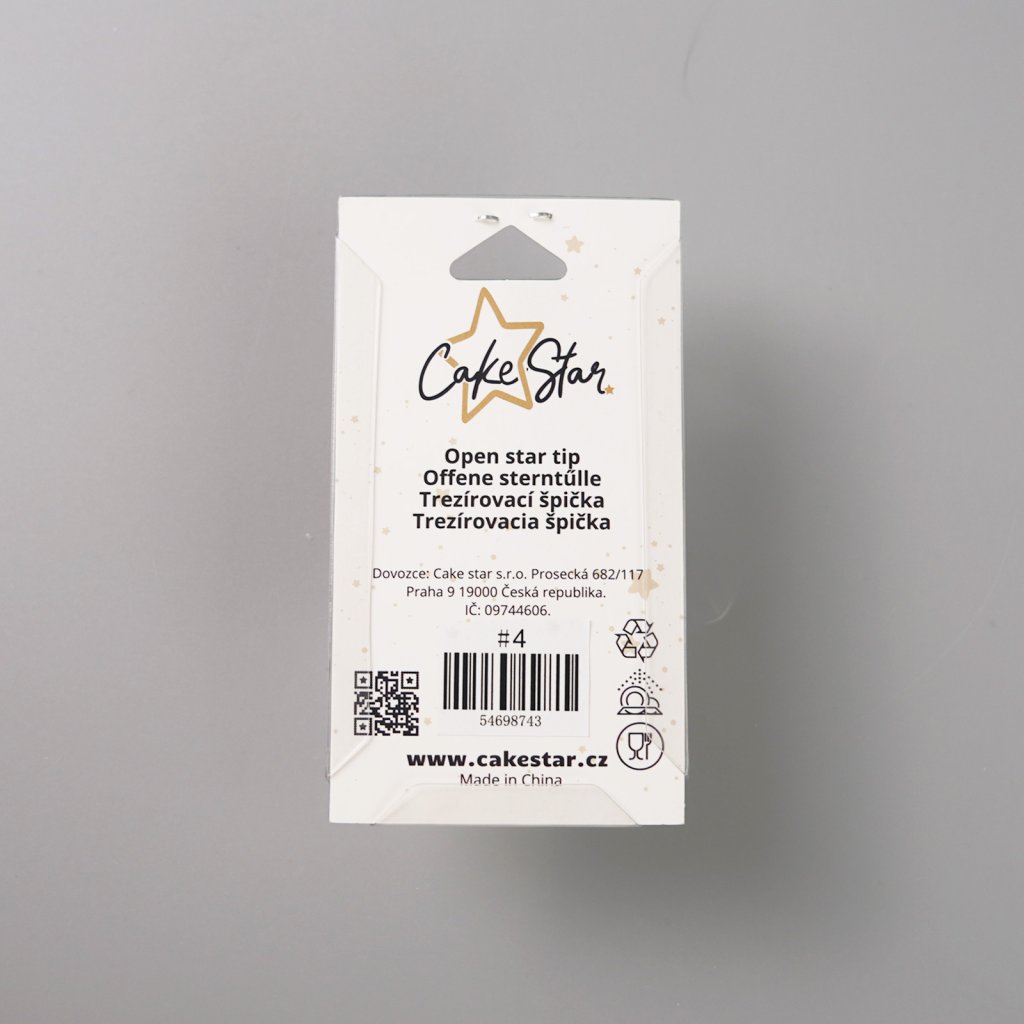 Cake Star
Open star tip
Offene sterntűlle
Trezírovací špička
Trezírovacia špička
Dovozce: Cake star s.r.o. Prosecká 682/117
Praha 9 19000 Česká republika.
IČ: 09744606.
#4
54698743
www.cakestar.cz
Made in China